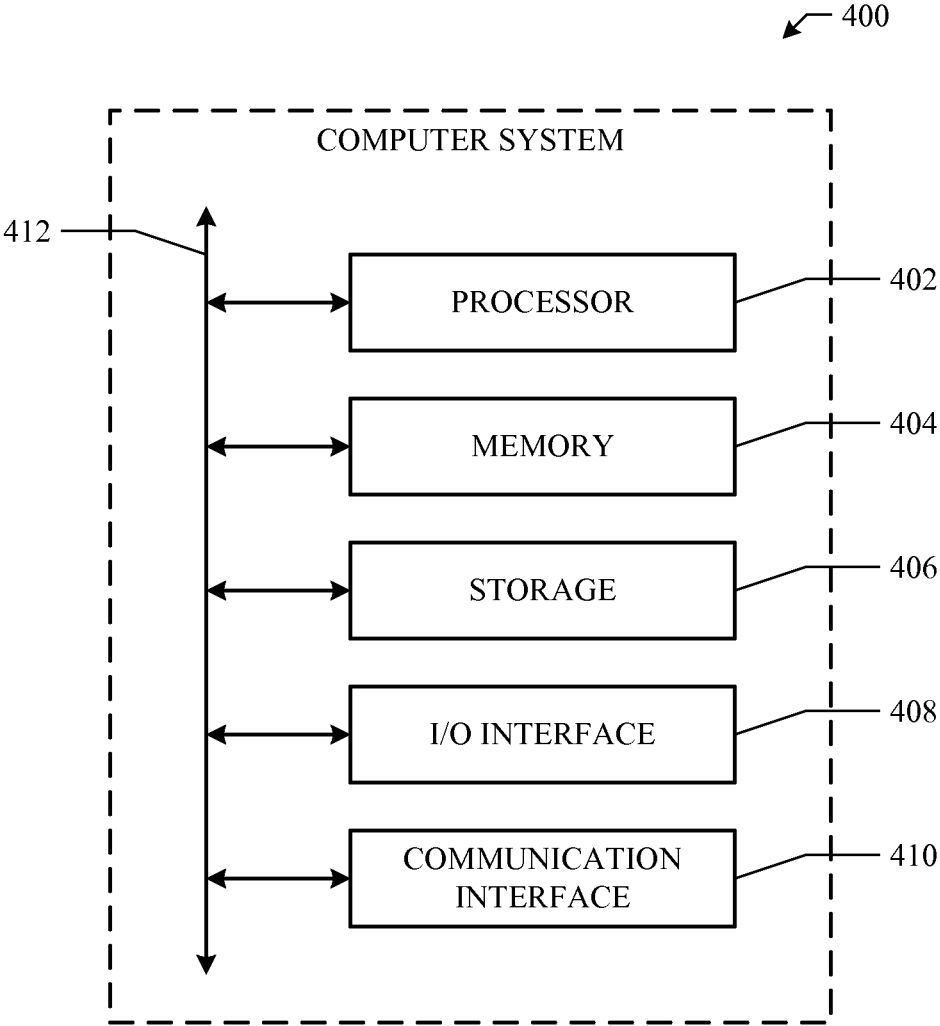 400
COMPUTER SYSTEM
412
PROCESSOR
402
MEMORY
404
STORAGE
406
I/O INTERFACE
408
COMMUNICATION
INTERFACE
410